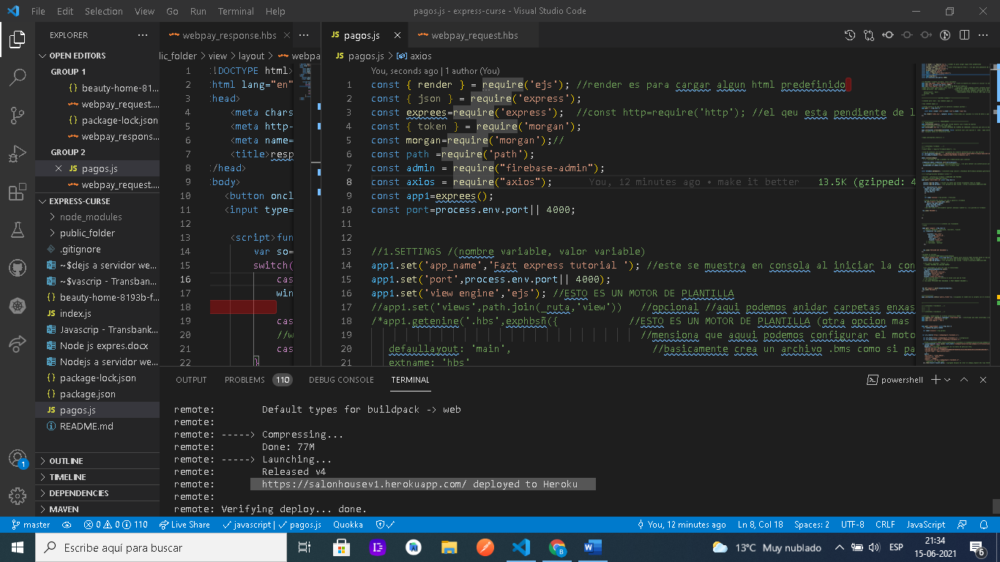 File Edit Selection View Go Run Terminal Help
pagos.js - express-curse - Visual Studio Code
EXPLORER
OPEN EDITORS
GROUP 1
beauty-home-81...
webpay_request...
package-lock.json
webpay_respons...
GROUP 2
pagos.js
webpay_request...
EXPRESS-CURSE
node_modules
public_folder
.gitignore
~$dejs a servidor we...
~$vascrip - Transban...
beauty-home-8193b-f...
index.js
Javascrip - Transbank...
Node js expres.docx
Nodejs a servidor we...
package-lock.json
package.json
pagos.js
README.md
OUTLINE
TIMELINE
DEPENDENCIES
MAVEN
webpay_response.hbs
lic_folder > view > layout > webpa
1 !DOCTYPE html>
2 html lang="en"
3 head>
4 <meta chars
5 <meta http-
6 <meta name=
7 <title>resp
8 /head>
9 body>
10 <button oncl
11 <input type=
12
13 <script>fun
14 var so=
15 switch(
16 cas
17 win
18
19 cas
20 //w
21 cas
22 }
pagos.js webpay_request.hbs
pagos.js > axios
You, seconds ago | 1 author (You)
1 const { render } = require('ejs'); //render es para cargar algun html predefinido
2 const { json } = require('express');
3 const exprees=require('express'); //const http=require('http'); //el qeu esta pendiente de l
4 const { token } = require('morgan');
5 const morgan=require('morgan');//
6 const path =require('path');
7 const admin = require("firebase-admin");
8 const axios = require("axios"); You, 12 minutes ago • make it better 13.5K (gzipped: 4
9 const app1=exprees();
10 const port=process.env.port|| 4000;
11
12
13 //1.SETTINGS /(nombre variable, valor variable)
14 app1.set('app_name','Fazt express tutorial '); //este se muestra en consola al iniciar la con
15 app1.set('port',process.env.port|| 4000);
16 app1.set('view engine','ejs'); //ESTO ES UN MOTOR DE PLANTILLA
17 //app1.set('views',path.join(_ruta,'view')) //opcional //aqui podemos anidar carpetas enxas
18 /*app1.getenine('.hbs',exphbsñ({ //ESTO ES UN MOTOR DE PLANTILLA (otra opcion mas
19 //mensiona que aquui podemos configurar el moto
20 defaullayout: 'main', //basicamente crea un archivo .bms como si pa
21 extname: 'hbs'
OUTPUT PROBLEMS 110 DEBUG CONSOLE TERMINAL
powershell
remote: Default types for buildpack -> web
remote:
remote: -----> Compressing...
remote: Done: 77M
remote: -----> Launching...
remote: Released v4
remote: https://salonhousev1.herokuapp.com/ deployed to Heroku
remote:
remote: Verifying deploy... done.
1
master 0 0 110 Live Share javascript | pagos.js Quokka
You, 12 minutes ago Ln 8, Col 18 Spaces: 2 UTF-8 CRLF JavaScript
Escribe aquí para buscar
13°C Muy nublado ESP
21:34
15-06-2021
6